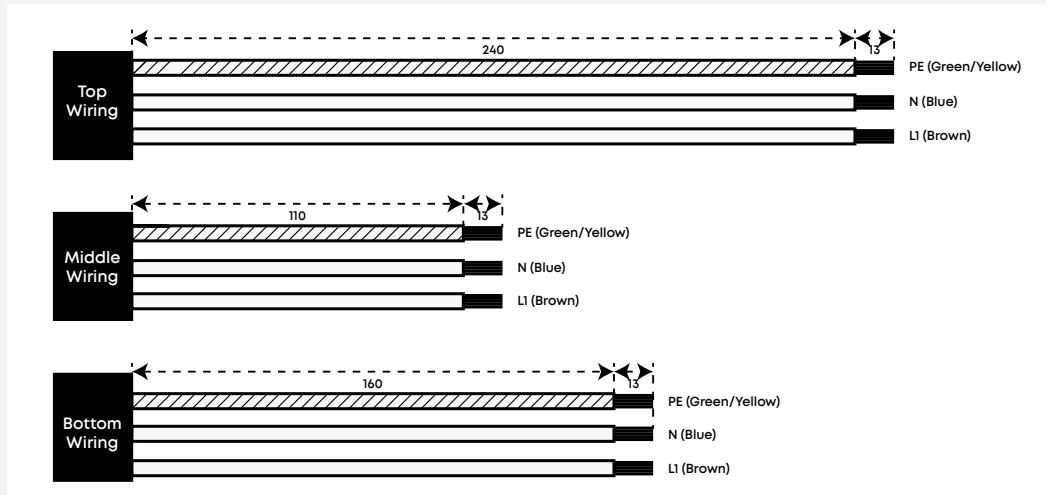 240
13
PE (Green/Yellow)
Top
Wiring
N (Blue)
L1 (Brown)
110
13
PE (Green/Yellow)
Middle
Wiring
N (Blue)
L1 (Brown)
160
13
PE (Green/Yellow)
Bottom
Wiring
N (Blue)
L1 (Brown)